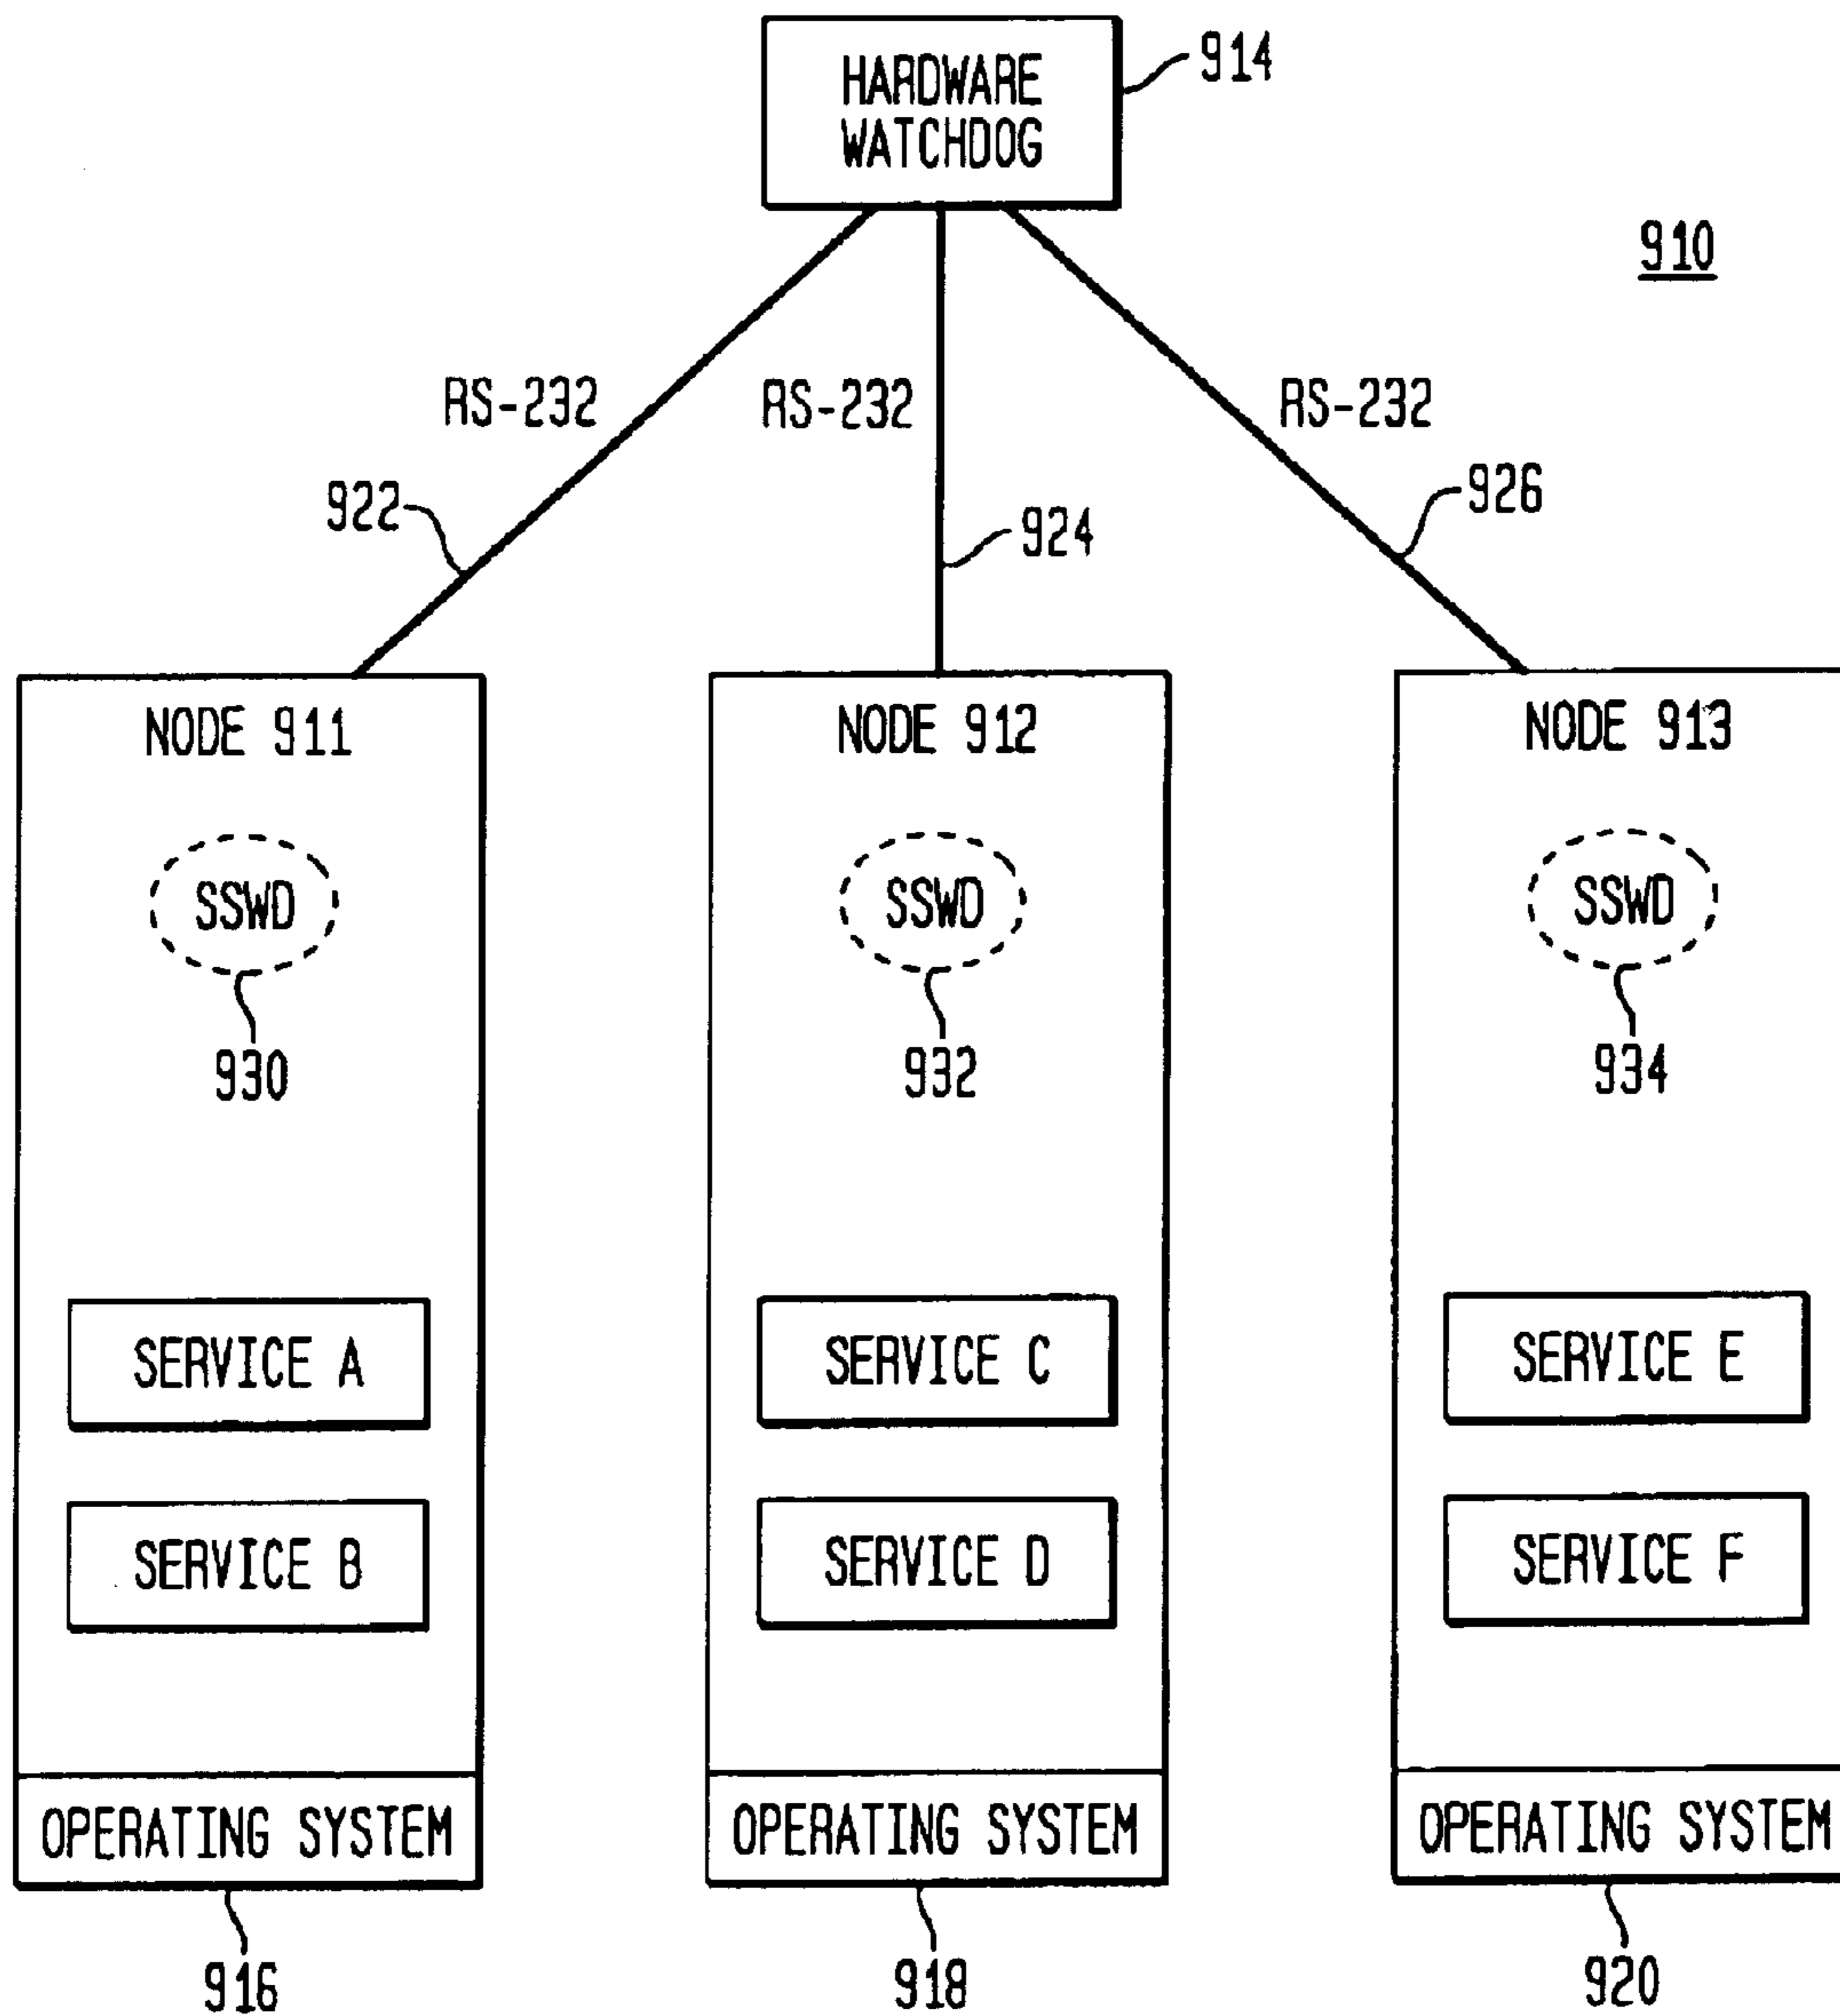 HARDWARE
WATCHDOG
914
910
RS-232
RS-232
RS-232
922
924
926
NODE 911
NODE 912
NODE 913
SSWD
SSWD
SSWD
930
932
934
SERVICE A
SERVICE C
SERVICE E
SERVICE B
SERVICE D
SERVICE F
OPERATING SYSTEM
OPERATING SYSTEM
OPERATING SYSTEM
916
918
920